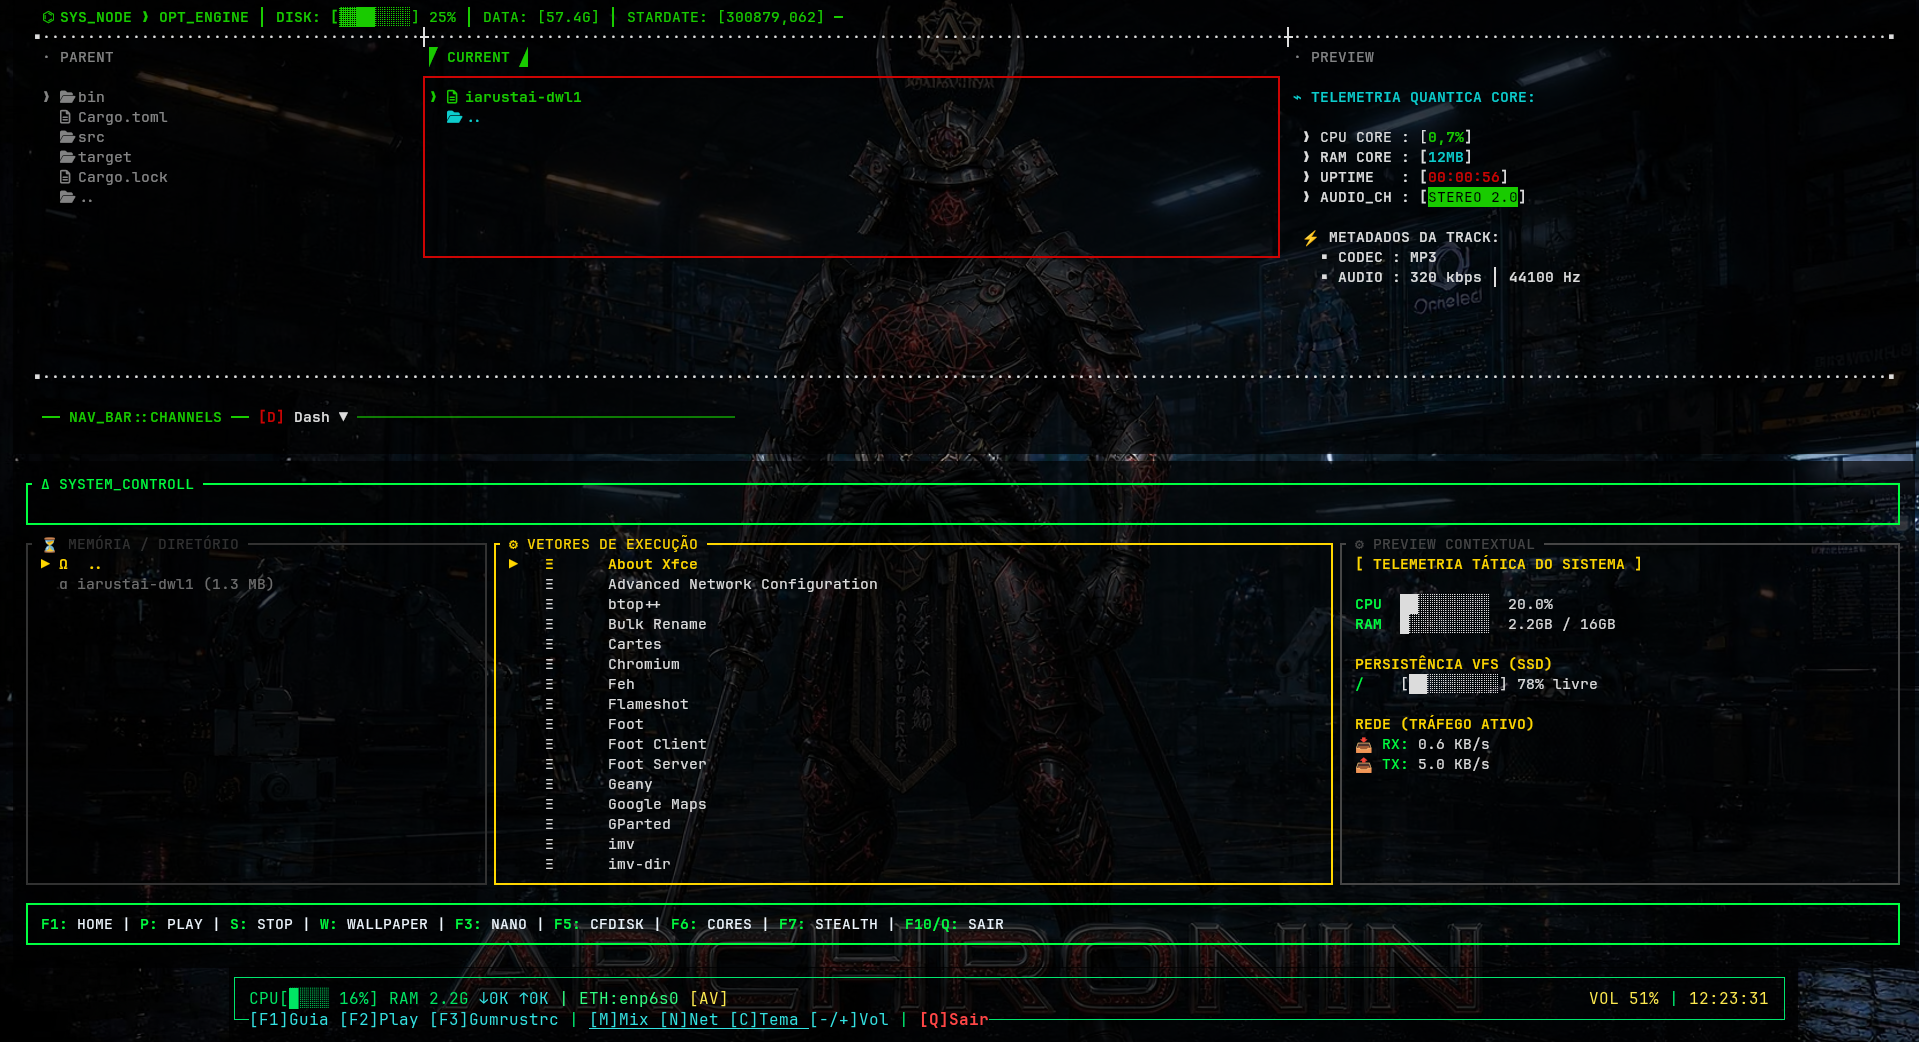 SYS_NODE ❫ OPT_ENGINE │ DISK: [▓▓██░░░░] 25% │ DATA: [57.4G] │ STARDATE: [300879,062] —
· PARENT
❫ bin
Cargo.toml
src
target
Cargo.lock
..
CURRENT
❫ iarustai-dwl1
..
· PREVIEW
⌁ TELEMETRIA QUANTICA CORE:
❫ CPU CORE : [0,7%]
❫ RAM CORE : [12MB]
❫ UPTIME : [00:00:56]
❫ AUDIO_CH : [STEREO 2.0]
⚡ METADADOS DA TRACK:
▪ CODEC : MP3
▪ AUDIO : 320 kbps │ 44100 Hz
── NAV_BAR::CHANNELS ── [D] Dash ▼
Δ SYSTEM_CONTROLL
⏳ MEMÓRIA / DIRETÓRIO
▶ Ω ..
α iarustai-dwl1 (1.3 MB)
⚙ VETORES DE EXECUÇÃO
▶ Ξ About Xfce
Ξ Advanced Network Configuration
Ξ btop++
Ξ Bulk Rename
Ξ Cartes
Ξ Chromium
Ξ Feh
Ξ Flameshot
Ξ Foot
Ξ Foot Client
Ξ Foot Server
Ξ Geany
Ξ Google Maps
Ξ GParted
Ξ imv
Ξ imv-dir
⚙ PREVIEW CONTEXTUAL
[ TELEMETRIA TÁTICA DO SISTEMA ]
CPU ██░░░░░░░░ 20.0%
RAM █░░░░░░░░░ 2.2GB / 16GB
PERSISTÊNCIA VFS (SSD)
/ [██░░░░░░░░] 78% livre
REDE (TRÁFEGO ATIVO)
📥 RX: 0.6 KB/s
📤 TX: 5.0 KB/s
F1: HOME | P: PLAY | S: STOP | W: WALLPAPER | F3: NANO | F5: CFDISK | F6: CORES | F7: STEALTH | F10/Q: SAIR
ARCHRONIN
CPU[█░░░░ 16%] RAM 2.2G ↓0K ↑0K | ETH:enp6s0 [AV]
VOL 51% | 12:23:31
[F1]Guia [F2]Play [F3]Gumrustrc | [M]Mix [N]Net [C]Tema [-/+]Vol | [Q]Sair